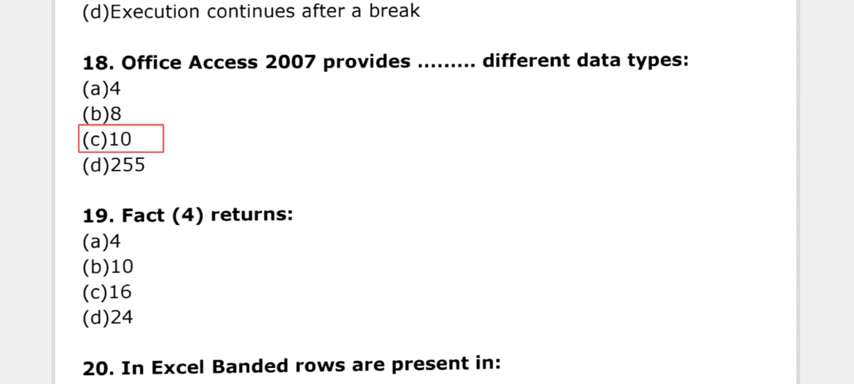 (d)Execution continues after a break
18. Office Access 2007 provides ......... different data types:
(a)4
(b)8
(c)10
(d)255
19. Fact (4) returns:
(a)4
(b)10
(c)16
(d)24
20. In Excel Banded rows are present in: